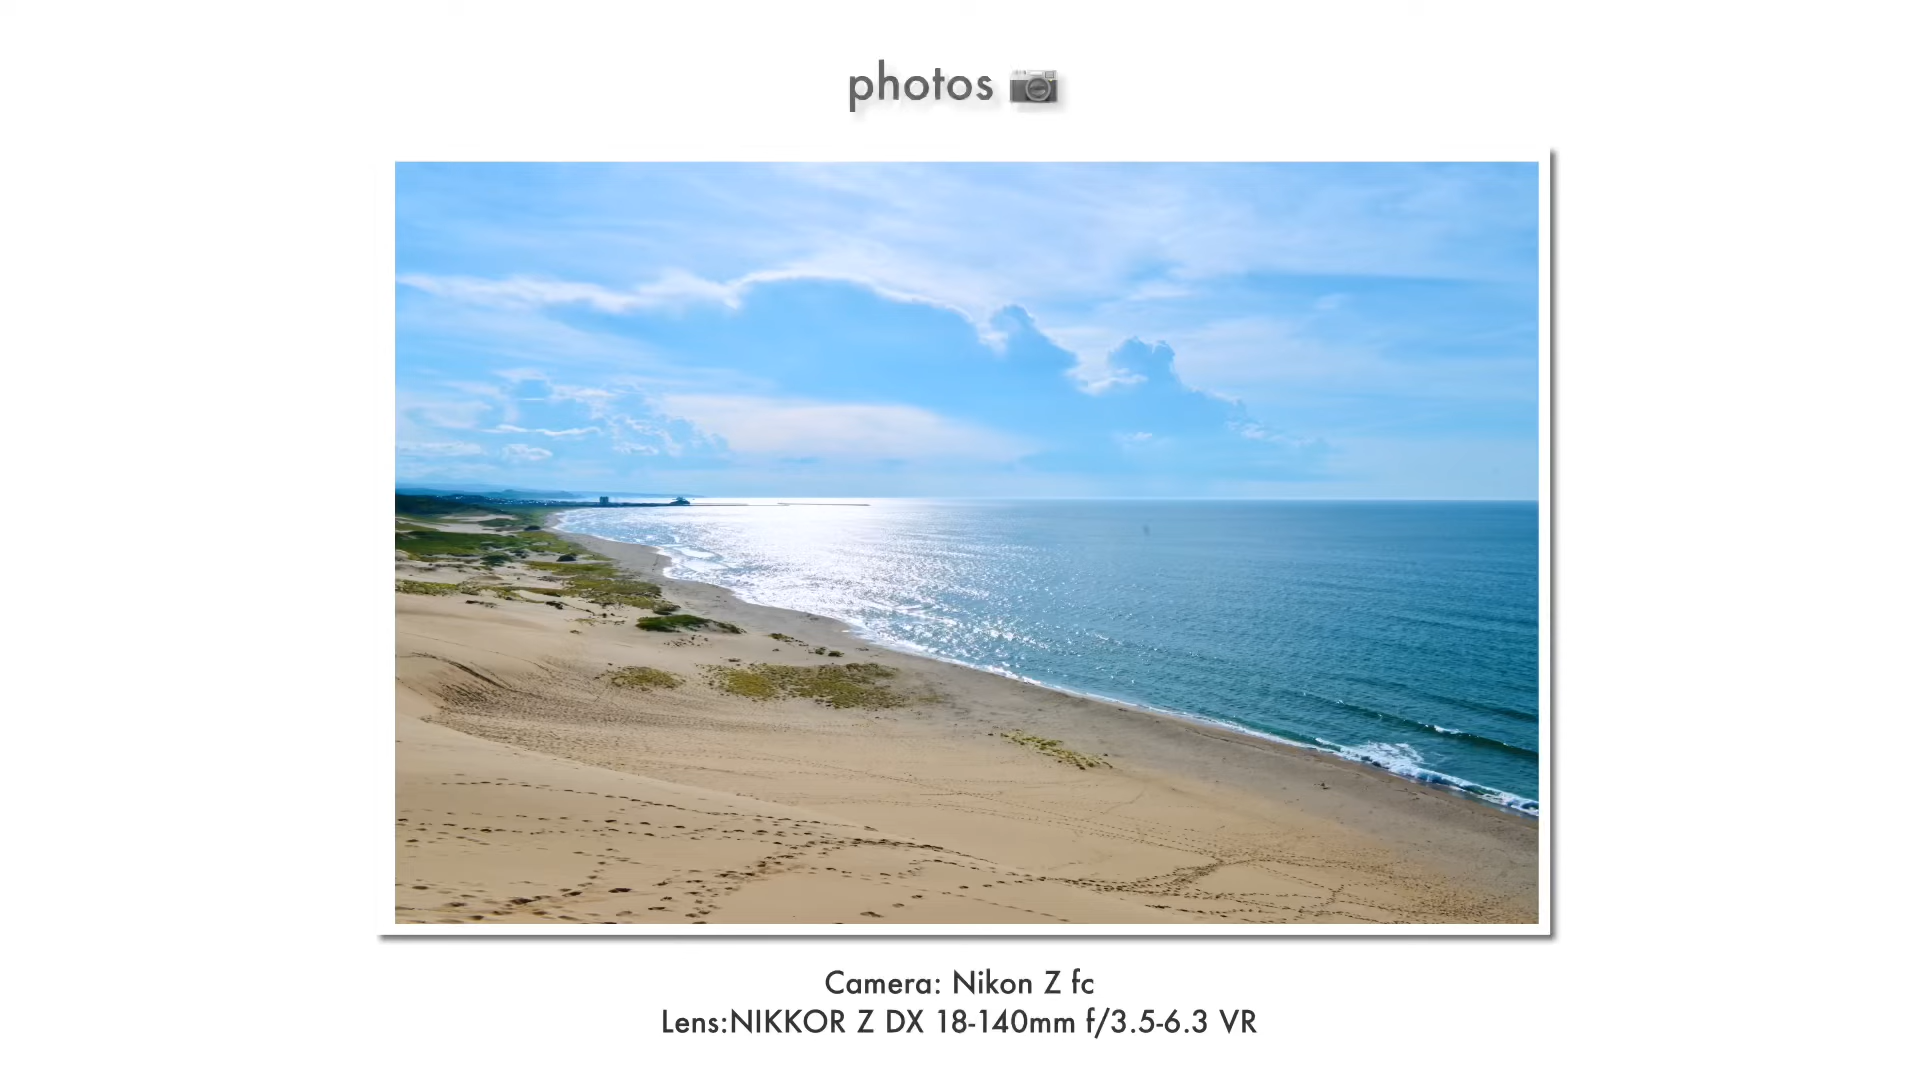 photos
Camera: Nikon Z fc
Lens:NIKKOR Z DX 18-140mm f/3.5-6.3 VR